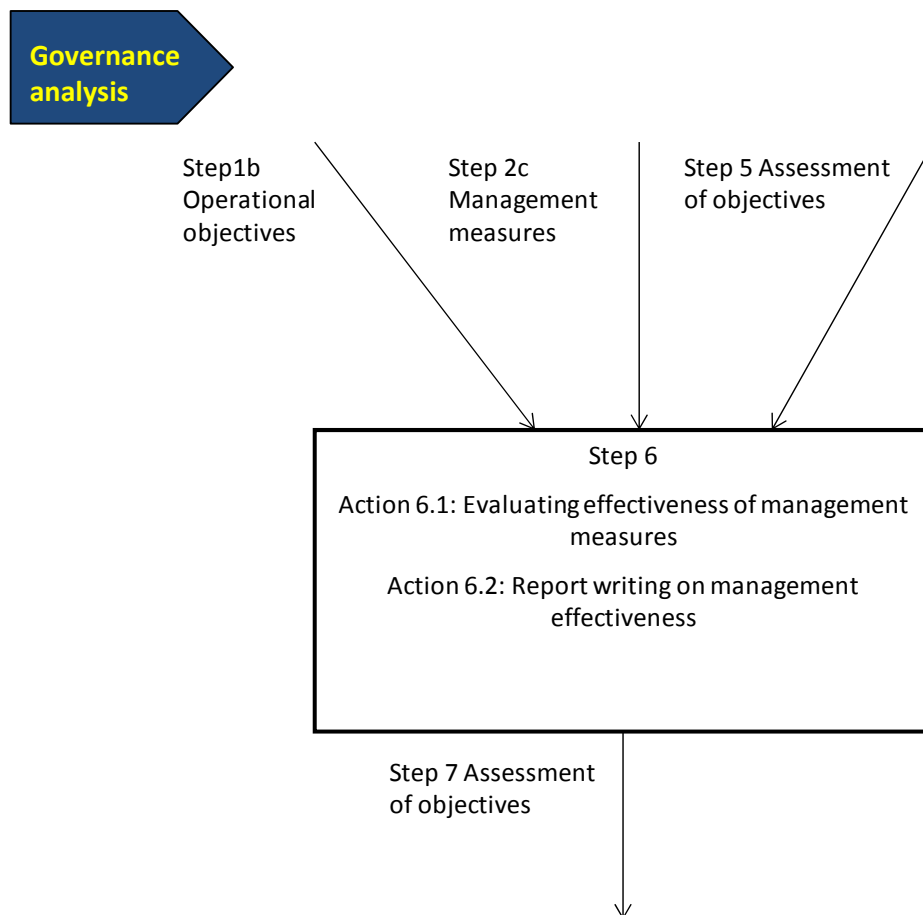 Governance
analysis
Step1b
Operational
objectives
Step 2c
Management
measures
Step 5 Assessment
of objectives
Step 6
Action 6.1: Evaluating effectiveness of management
measures
Action 6.2: Report writing on management
effectiveness
Step 7 Assessment
of objectives